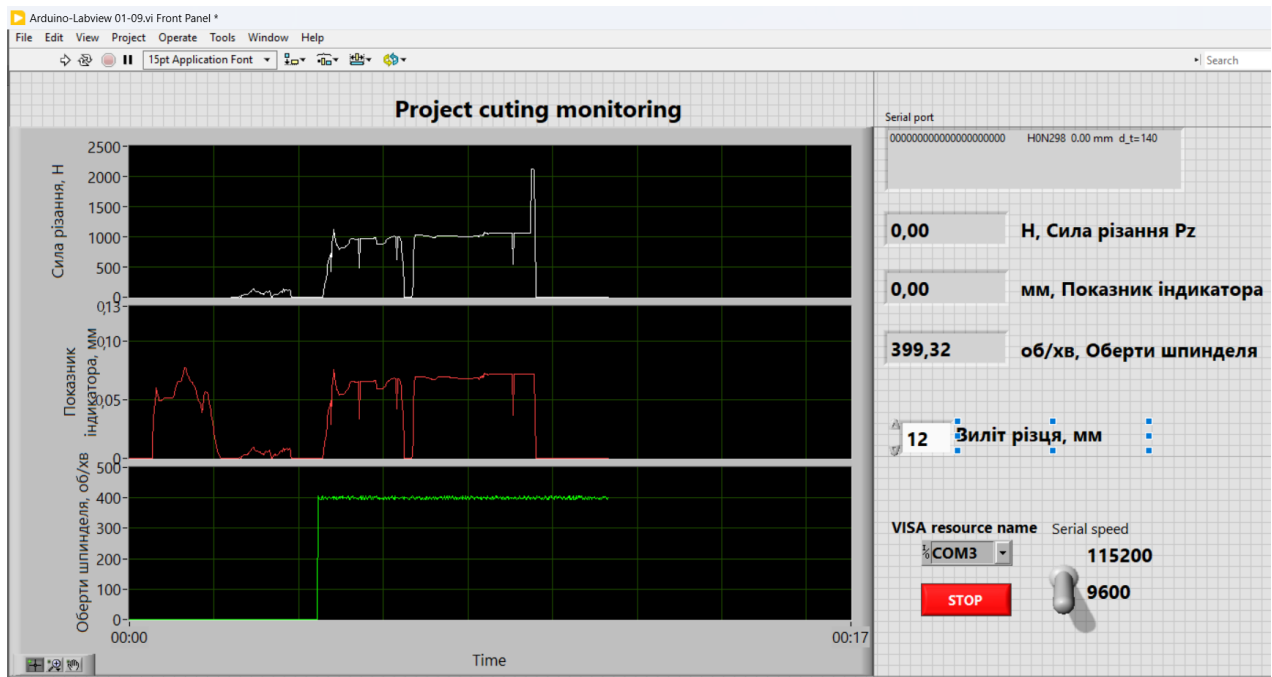 Arduino-Labview 01-09.vi Front Panel *
File Edit View Project Operate Tools Window Help
15pt Application Font
Search
Project cuting monitoring
Serial port
00000000000000000000 H0N298 0.00 mm d_t=140
Сила різання, Н
2500
2000
1500
1000
500
0
0,00 Н, Сила різання Pz
0,00 мм, Показник індикатора
399,32 об/хв, Оберти шпинделя
Показник
індикатора, мм
0,13
0,10
0,05
0
12 Виліт різця, мм
Оберти шпинделя, об/хв
500
400
300
200
100
0
00:00
00:17
Time
VISA resource name Serial speed
COM3
115200
STOP
9600